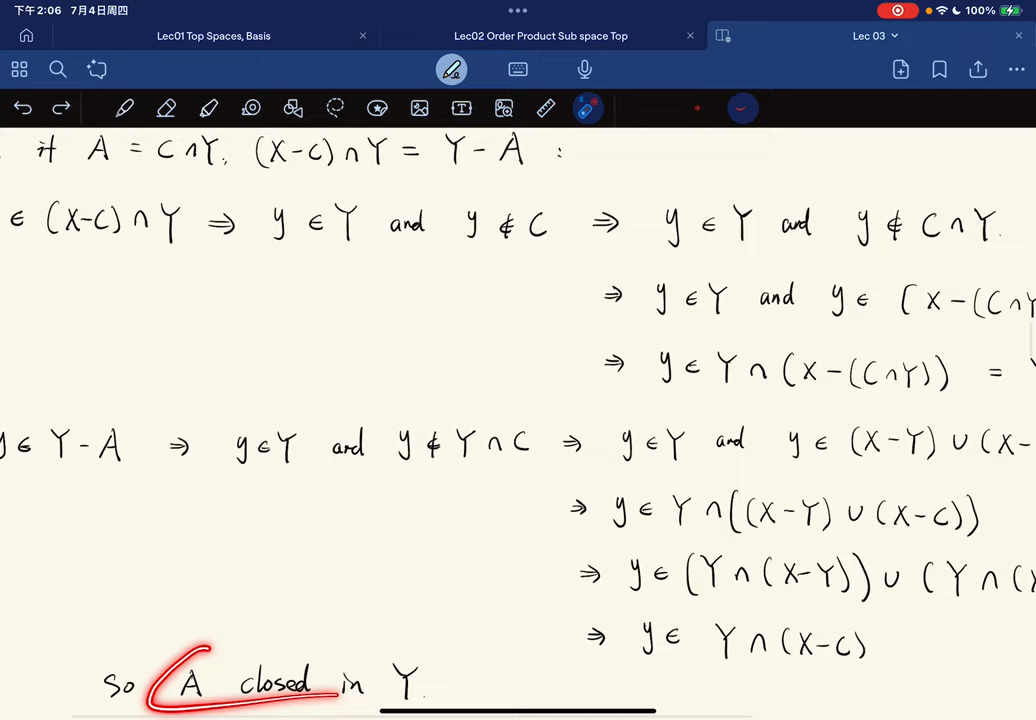 下午2:06 7月4日周四
100%
Lec01 Top Spaces, Basis
Lec02 Order Product Sub space Top
Lec 03
if A = C ∩ Y, (X-C) ∩ Y = Y - A :
∈ (X-C) ∩ Y ⇒ y ∈ Y and y ∉ C ⇒ y ∈ Y and y ∉ C ∩ Y.
⇒ y ∈ Y and y ∈ (X - (C ∩ Y
⇒ y ∈ Y ∩ (X - (C ∩ Y)) =
y ∈ Y - A ⇒ y ∈ Y and y ∉ Y ∩ C ⇒ y ∈ Y and y ∈ (X - Y) ∪ (X -
⇒ y ∈ Y ∩ ((X - Y) ∪ (X - C))
⇒ y ∈ (Y ∩ (X - Y)) ∪ (Y ∩ (X
⇒ y ∈ Y ∩ (X - C)
so A closed in Y.